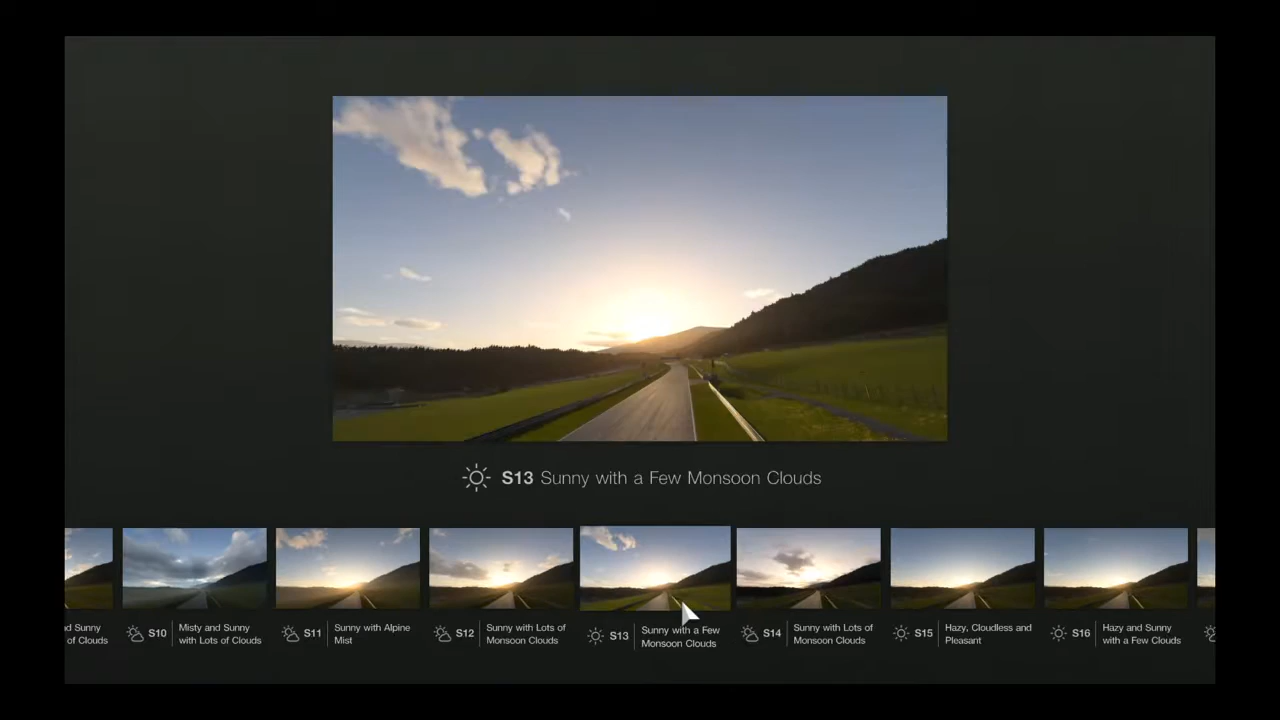 S13 Sunny with a Few Monsoon Clouds
d Sunny
of Clouds
S10
Misty and Sunny
with Lots of Clouds
S11
Sunny with Alpine
Mist
S12
Sunny with Lots of
Monsoon Clouds
S13
Sunny with a Few
Monsoon Clouds
S14
Sunny with Lots of
Monsoon Clouds
S15
Hazy, Cloudless and
Pleasant
S16
Hazy and Sunny
with a Few Clouds